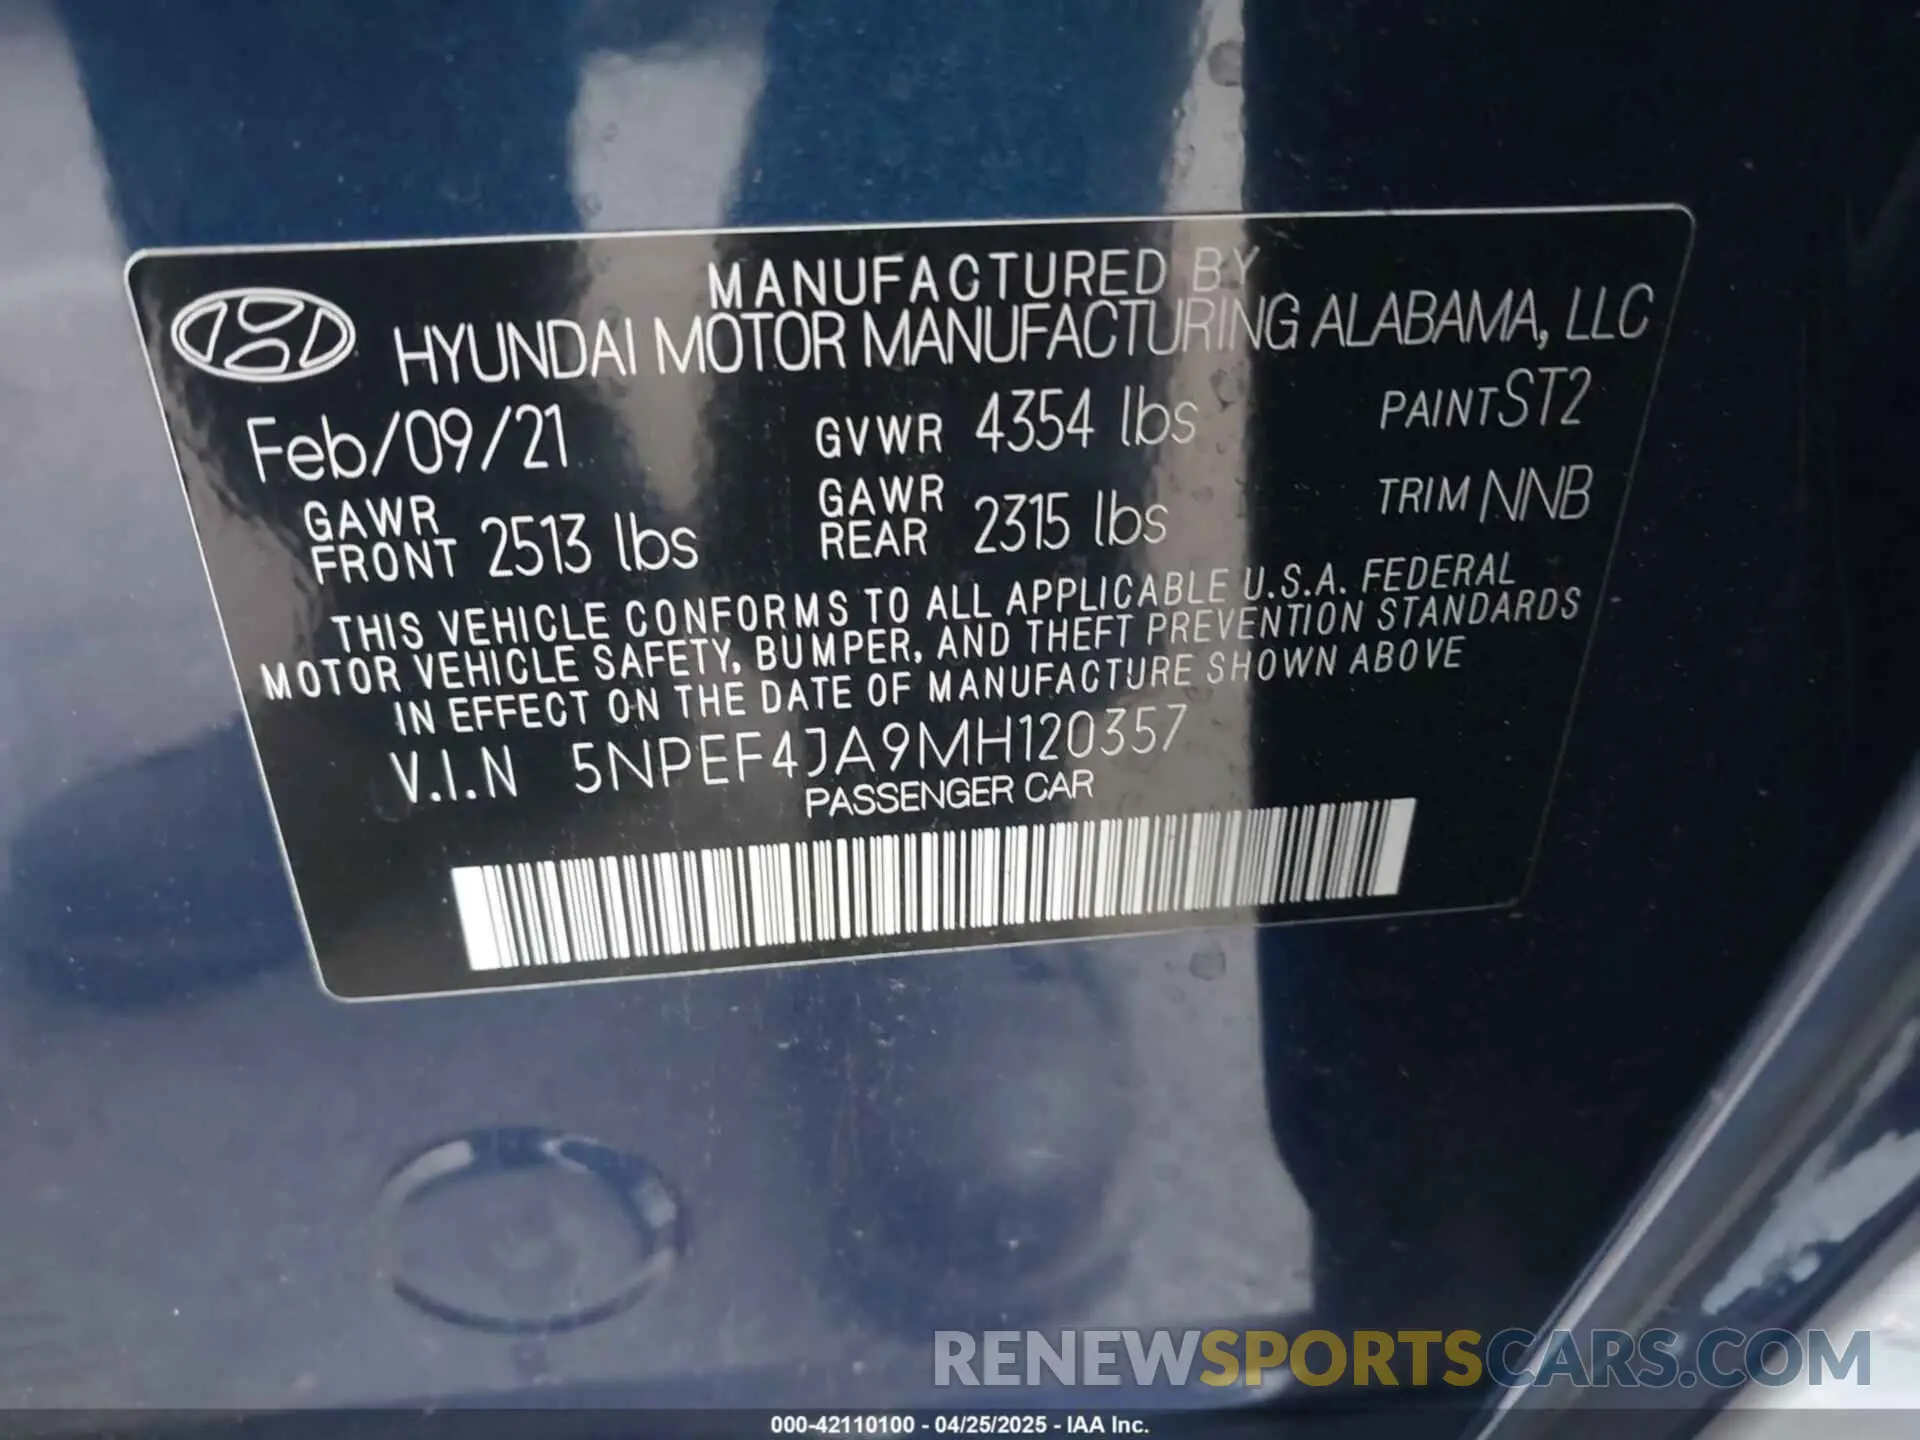 MANUFACTURED BY
HYUNDAI MOTOR MANUFACTURING ALABAMA, LLC
Feb/09/21 GVWR 4354 lbs PAINT ST2
GAWR FRONT 2513 lbs GAWR REAR 2315 lbs TRIM NNB
THIS VEHICLE CONFORMS TO ALL APPLICABLE U.S.A. FEDERAL
MOTOR VEHICLE SAFETY, BUMPER, AND THEFT PREVENTION STANDARDS
IN EFFECT ON THE DATE OF MANUFACTURE SHOWN ABOVE
V.I.N 5NPEF4JA9MH120357
PASSENGER CAR
RENEWSPORTSCARS.COM
000-42110100 - 04/25/2025 - IAA Inc.